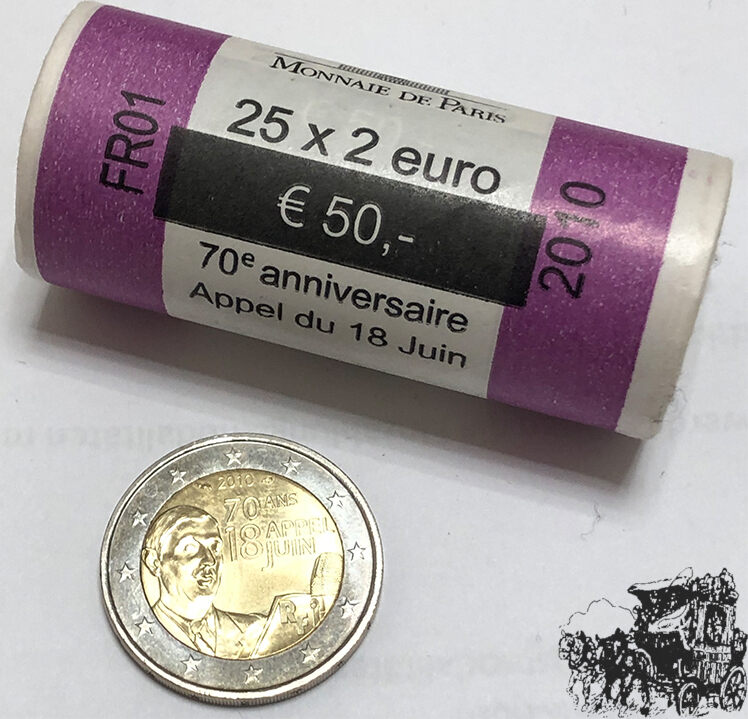 MONNAIE DE PARIS
25 x 2 euro
€ 50,-
70e anniversaire
Appel du 18 Juin
FR01
2010
2010
70 ANS
18 APPEL
JUIN
RF